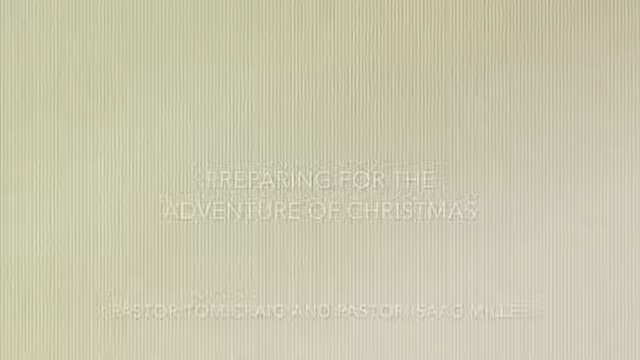 PREPARING FOR THE
ADVENTURE OF CHRISTMAS
PASTOR TOM CRAIG AND PASTOR ISAAC